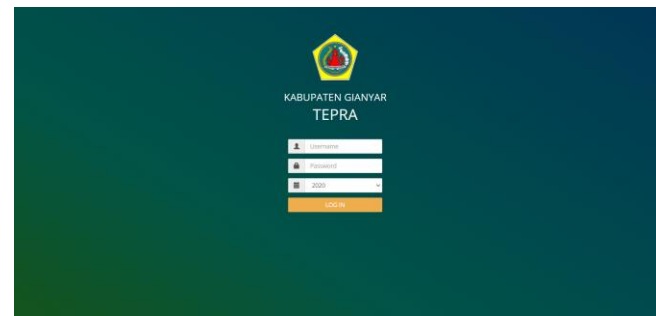 KABUPATEN GIANYAR
TEPRA
Username
Password
2020
LOG IN